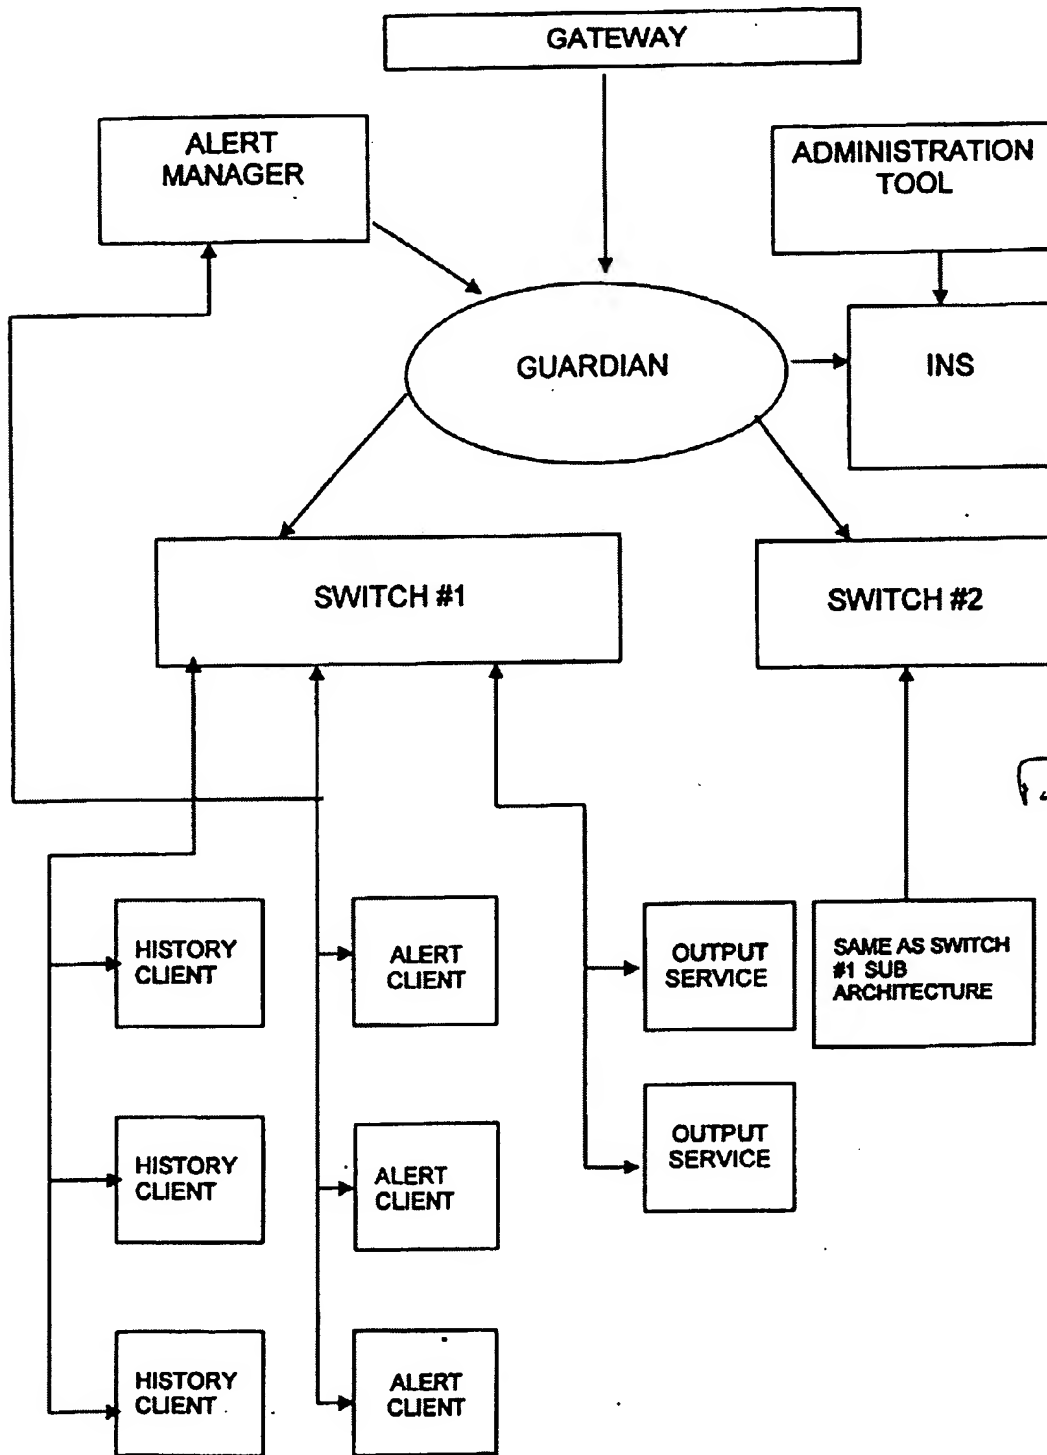 GATEWAY
ALERT
MANAGER
ADMINISTRATION
TOOL
GUARDIAN
INS
SWITCH #1
SWITCH #2
HISTORY
CLIENT
ALERT
CLIENT
OUTPUT
SERVICE
SAME AS SWITCH
#1 SUB
ARCHITECTURE
HISTORY
CLIENT
ALERT
CLIENT
OUTPUT
SERVICE
HISTORY
CLIENT
ALERT
CLIENT